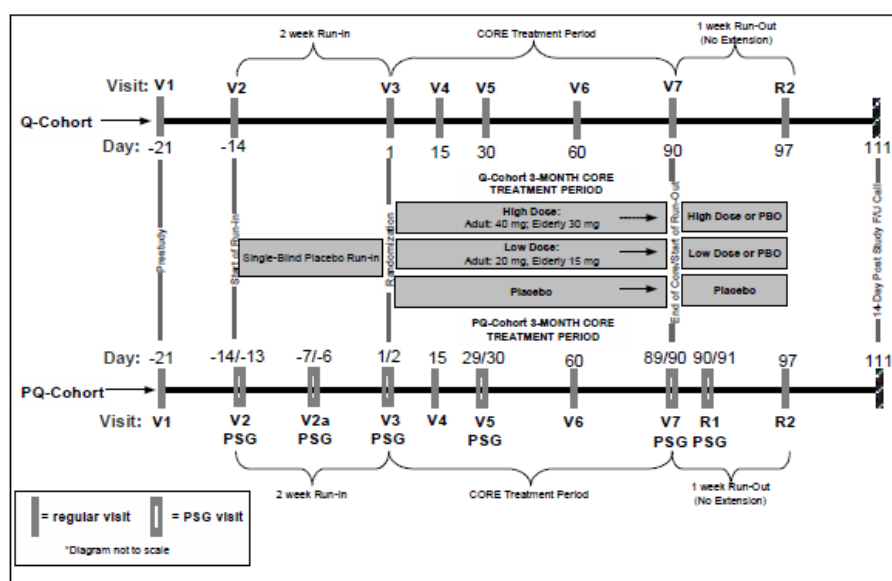 2 week Run-In
CORE Treatment Period
1 week Run-Out
(No Extension)
Visit: V1 V2 V3 V4 V5 V6 V7 R2
Q-Cohort
Day: -21 -14 1 15 30 60 90 97 111
Q-Cohort 3-MONTH CORE
TREATMENT PERIOD
Prestudy
Start of Run-In
Randomization
End of Core/Start of Run-Out
14-Day Post Study F/U Call
High Dose:
Adult: 40 mg; Elderly 30 mg
High Dose or PBO
Single-Blind Placebo Run-in
Low Dose:
Adult: 20 mg, Elderly 15 mg
Low Dose or PBO
Placebo
Placebo
PQ-Cohort 3-MONTH CORE
TREATMENT PERIOD
Day: -21 -14/-13 -7/-6 1/2 15 29/30 60 89/90 90/91 97 111
PQ-Cohort
Visit: V1 V2 V2a V3 V4 V5 V6 V7 R1 R2
PSG PSG PSG PSG PSG PSG
2 week Run-In
CORE Treatment Period
1 week Run-Out
(No Extension)
= regular visit
= PSG visit
*Diagram not to scale